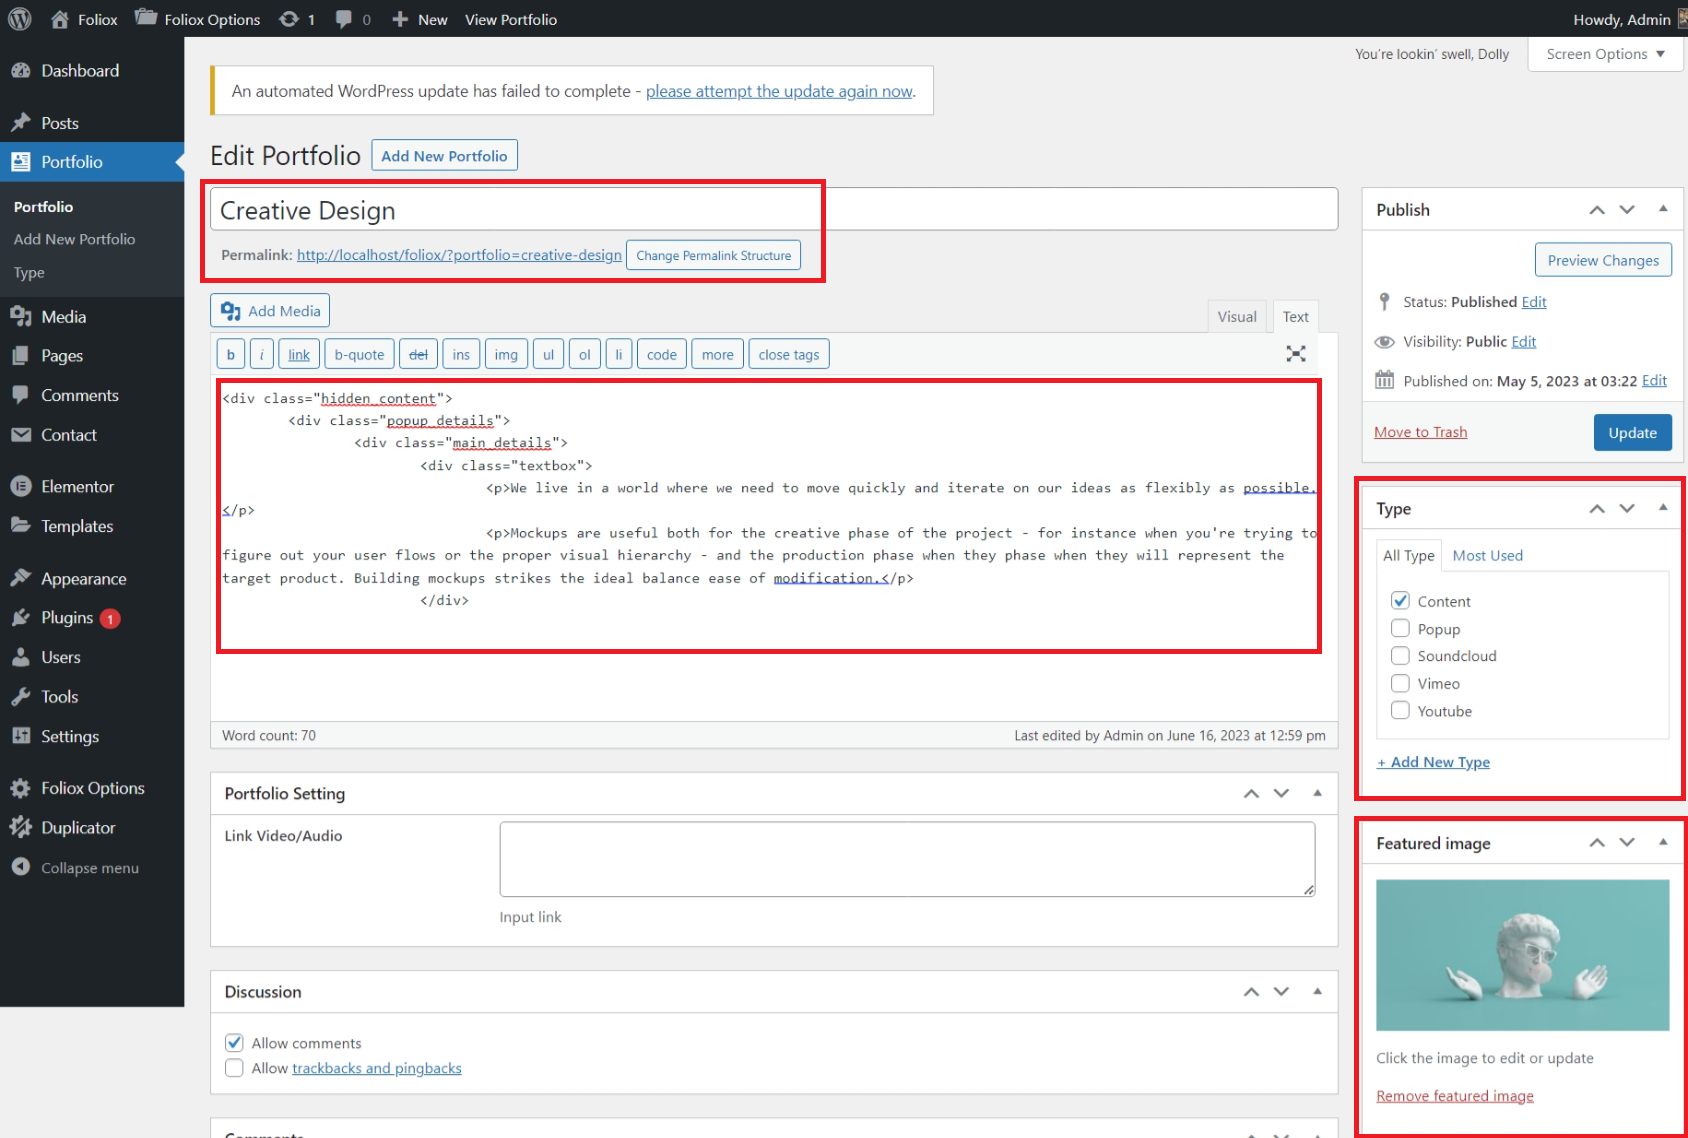 Foliox
Foliox Options
1
0
New
View Portfolio
Howdy, Admin
Dashboard
Posts
Portfolio
Portfolio
Add New Portfolio
Type
Media
Pages
Comments
Contact
Elementor
Templates
Appearance
Plugins 1
Users
Tools
Settings
Foliox Options
Duplicator
Collapse menu
You're lookin' swell, Dolly
Screen Options
An automated WordPress update has failed to complete - please attempt the update again now.
Edit Portfolio
Add New Portfolio
Creative Design
Permalink: http://localhost/foliox/?portfolio=creative-design Change Permalink Structure
Add Media
Visual
Text
b i link b-quote del ins img ul ol li code more close tags
<div class="hidden_content">
<div class="popup_details">
<div class="main_details">
<div class="textbox">
<p>We live in a world where we need to move quickly and iterate on our ideas as flexibly as possible.
</p>
<p>Mockups are useful both for the creative phase of the project - for instance when you're trying to
figure out your user flows or the proper visual hierarchy - and the production phase when they phase when they will represent the
target product. Building mockups strikes the ideal balance ease of modification.</p>
</div>
Word count: 70
Last edited by Admin on June 16, 2023 at 12:59 pm
Portfolio Setting
Link Video/Audio
Input link
Discussion
Allow comments
Allow trackbacks and pingbacks
Comments
Publish
Preview Changes
Status: Published Edit
Visibility: Public Edit
Published on: May 5, 2023 at 03:22 Edit
Move to Trash
Update
Type
All Type
Most Used
Content
Popup
Soundcloud
Vimeo
Youtube
+ Add New Type
Featured image
Click the image to edit or update
Remove featured image